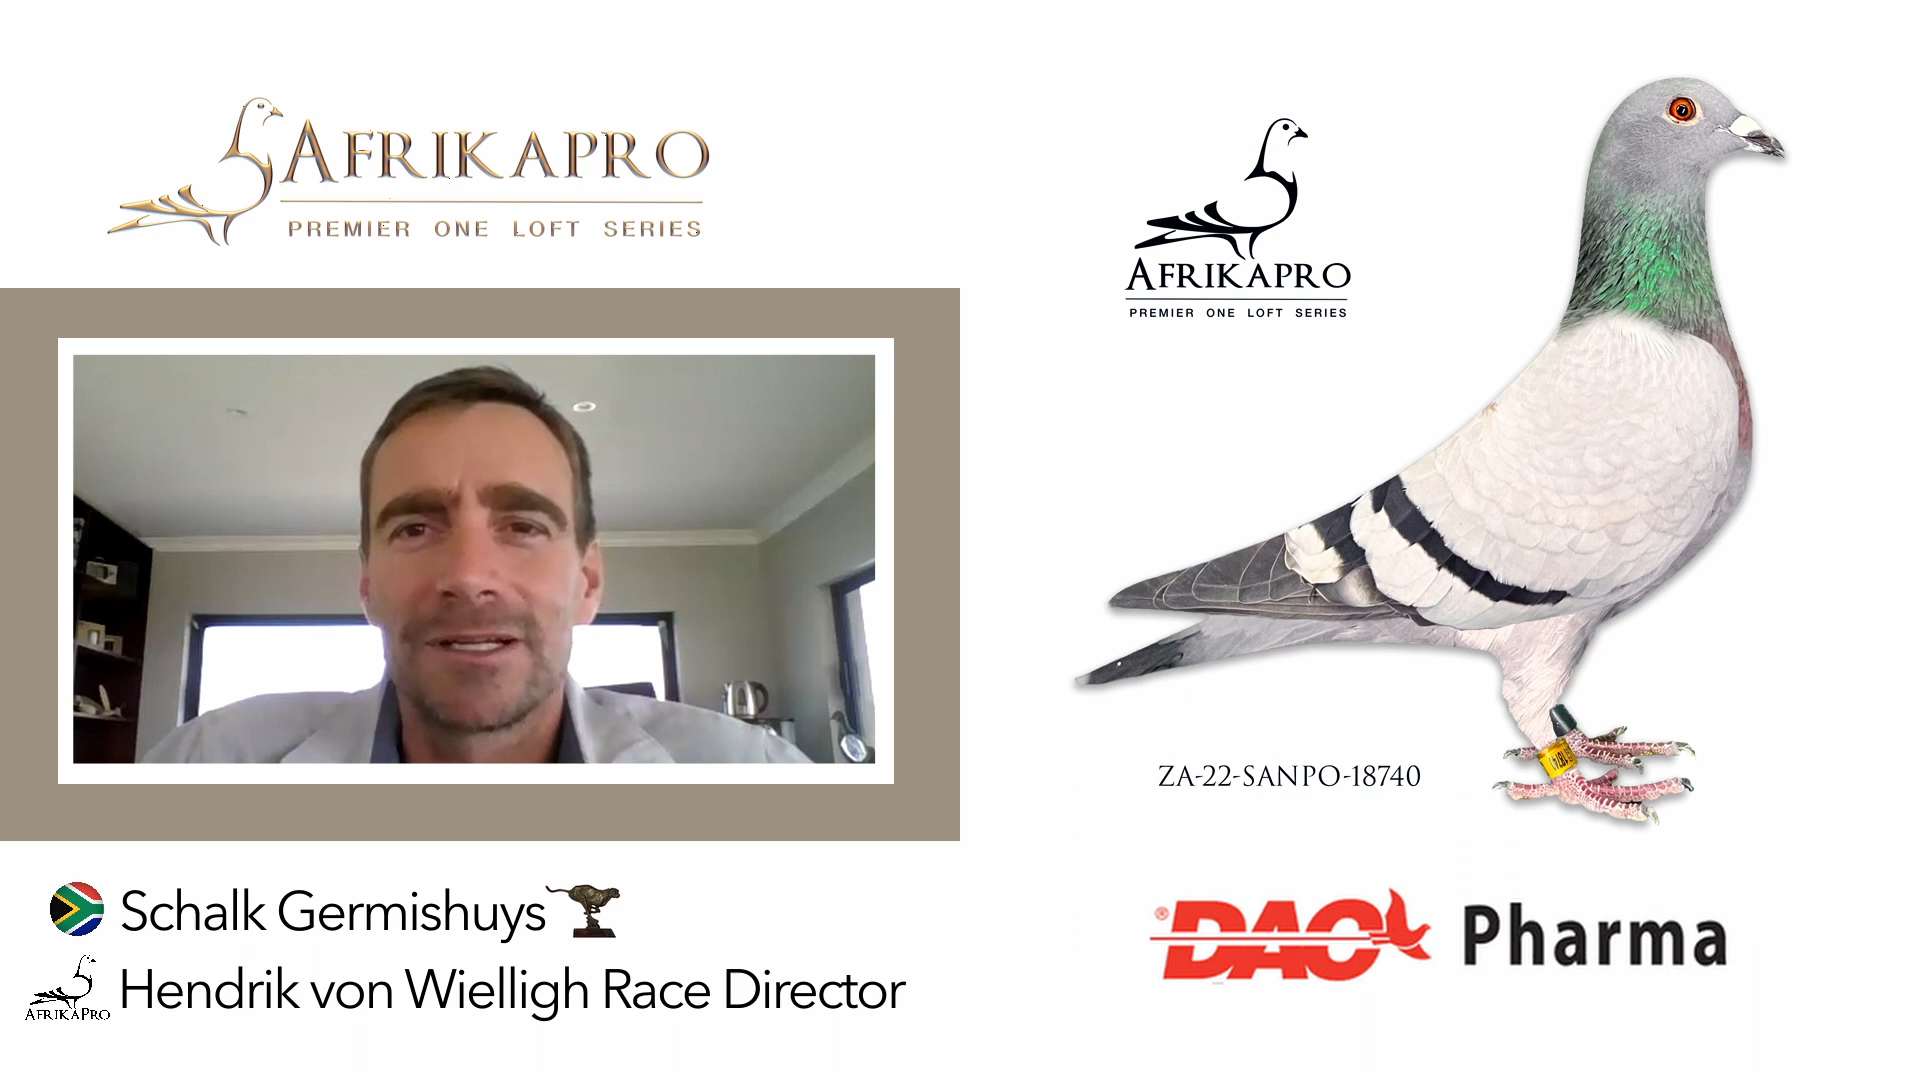 AFRIKAPRO
PREMIER ONE LOFT SERIES
AFRIKAPRO
PREMIER ONE LOFT SERIES
ZA-22-SANPO-18740
Schalk Germishuys
AFRIKAPRO
Hendrik von Wielligh Race Director
® DAC Pharma